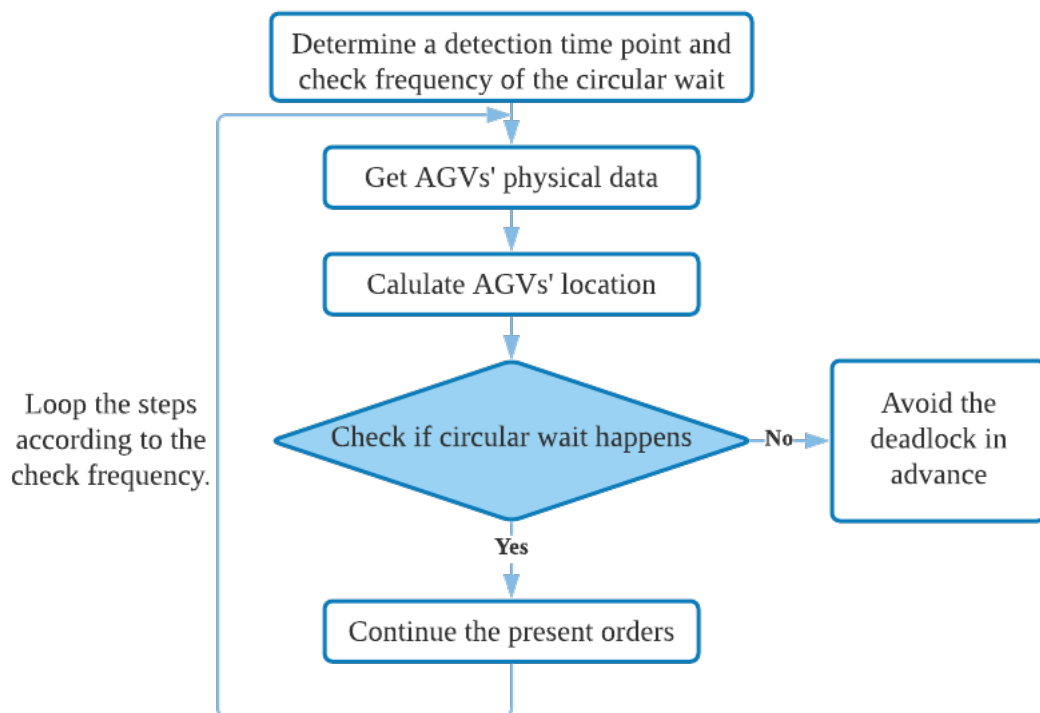 Determine a detection time point and
check frequency of the circular wait
Get AGVs' physical data
Calulate AGVs' location
Loop the steps
according to the
check frequency.
Check if circular wait happens
No
Avoid the
deadlock in
advance
Yes
Continue the present orders